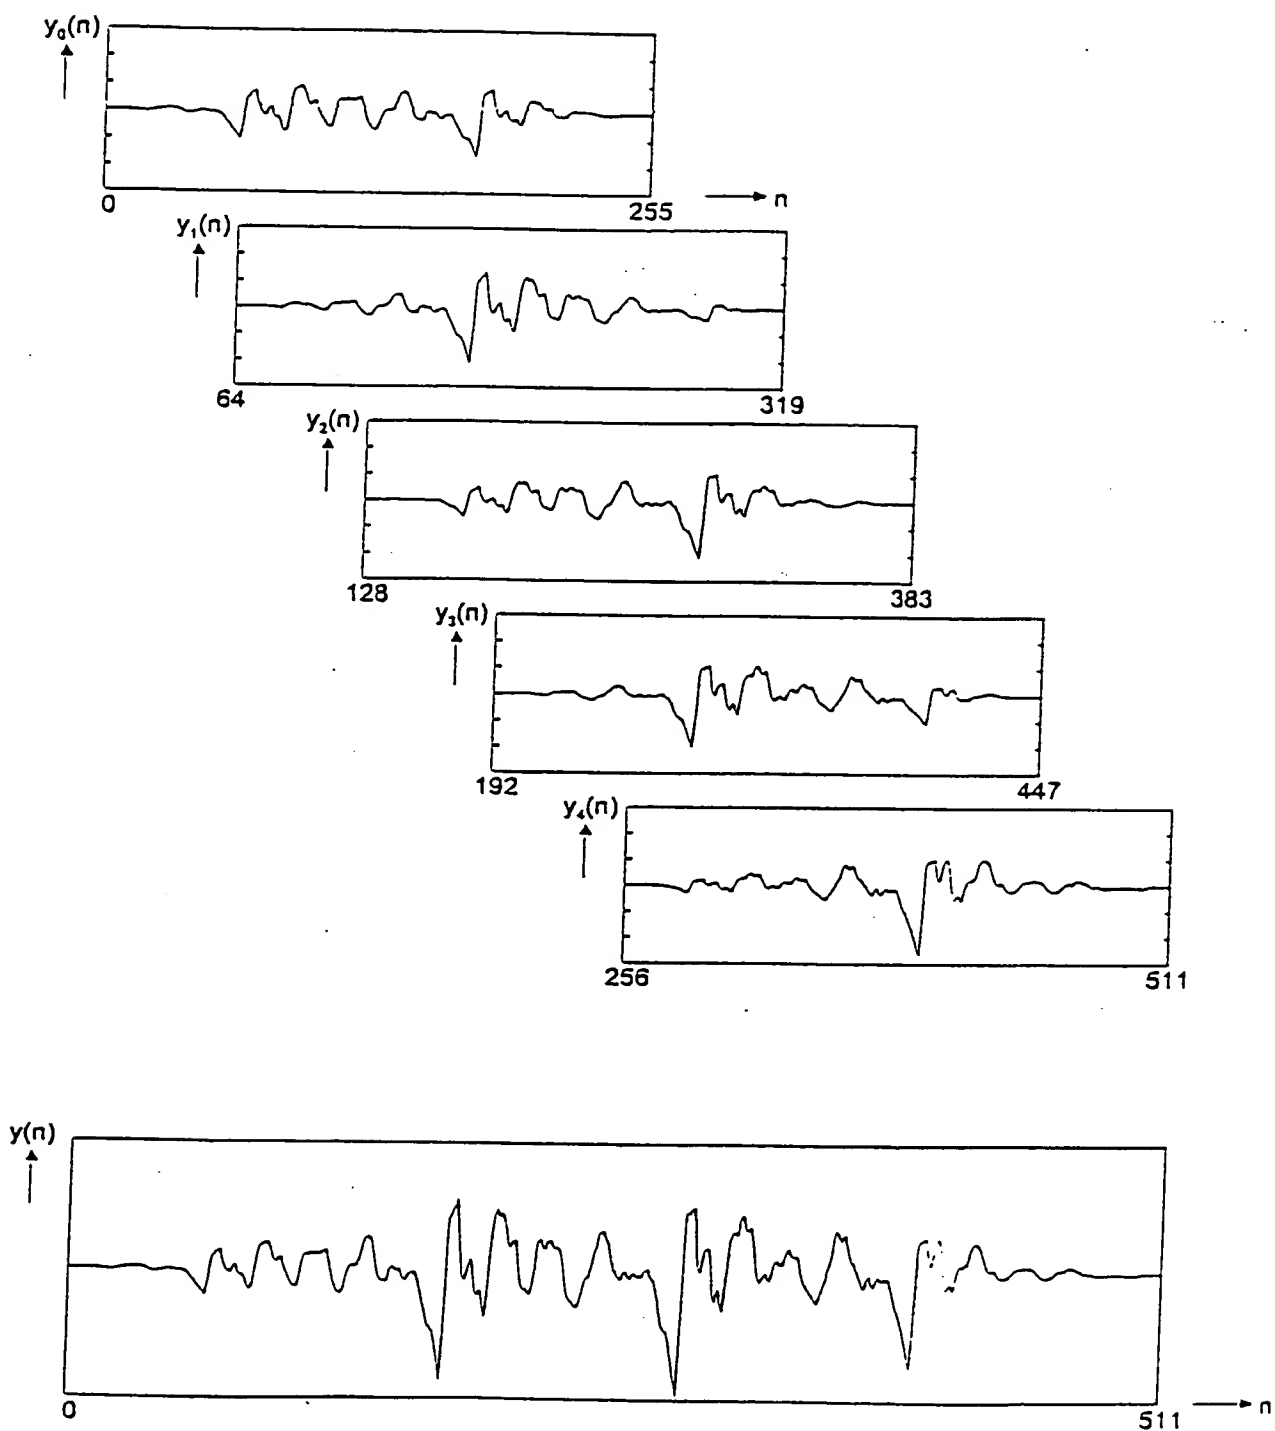 y₀(n)
0 255 n
y₁(n)
64 319
y₂(n)
128 383
y₃(n)
192 447
y₄(n)
256 511
y(n)
0 511 n